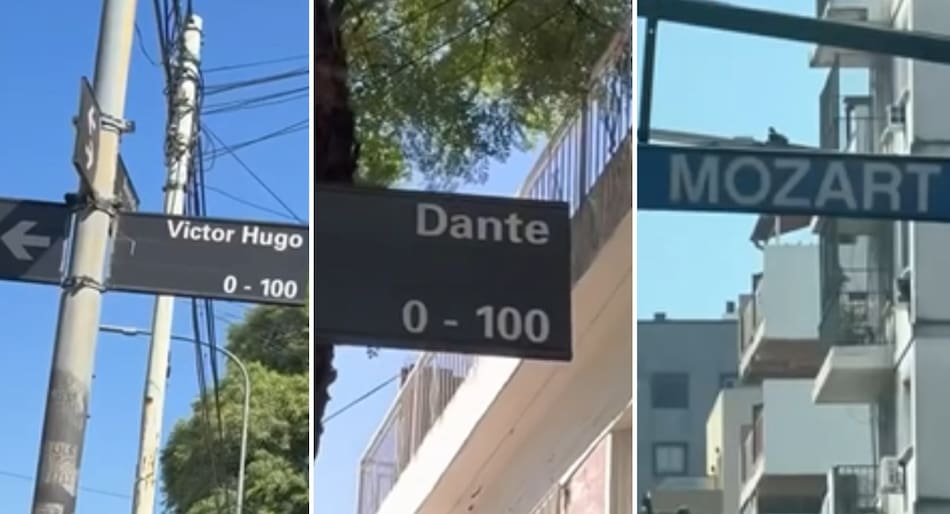 Victor Hugo
0 - 100
Dante
0 - 100
MOZART